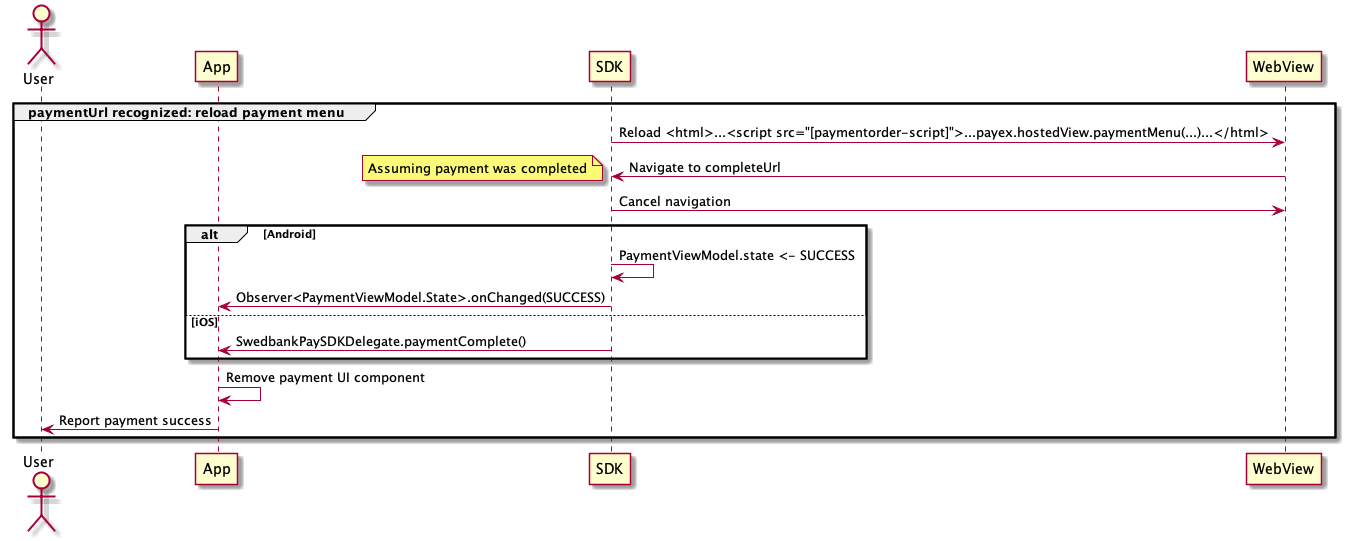 User
App
SDK
WebView
paymentUrl recognized: reload payment menu
Reload <html>...<script src="[paymentorder-script]">...payex.hostedView.paymentMenu(...)...</html>
Assuming payment was completed
Navigate to completeUrl
Cancel navigation
alt
[Android]
PaymentViewModel.state <- SUCCESS
Observer<PaymentViewModel.State>.onChanged(SUCCESS)
[iOS]
SwedbankPaySDKDelegate.paymentComplete()
Remove payment UI component
Report payment success
User
App
SDK
WebView